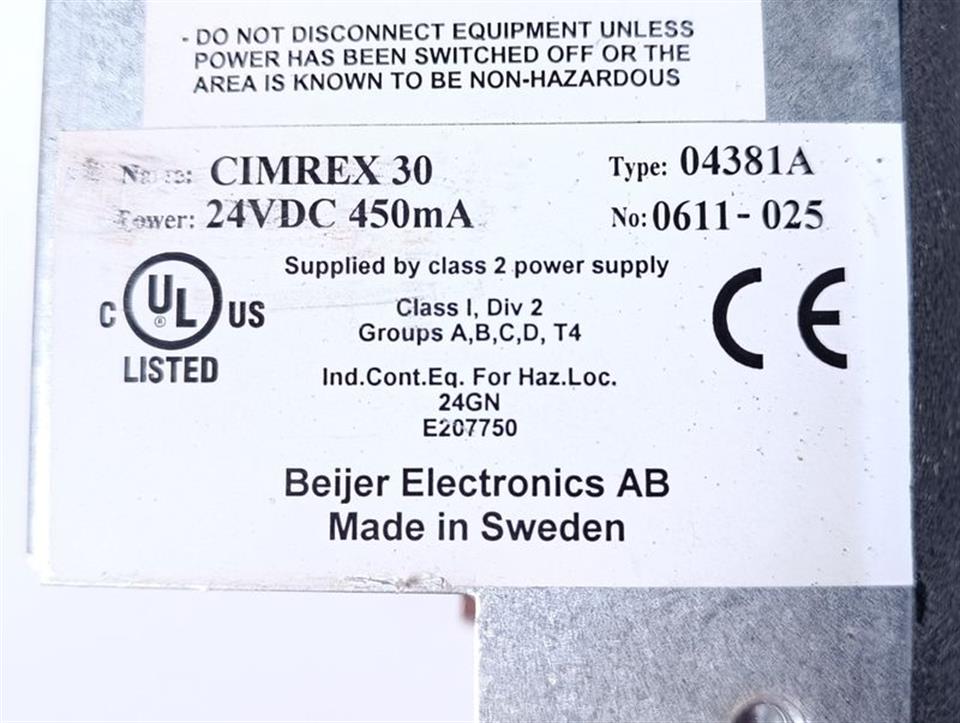 - DO NOT DISCONNECT EQUIPMENT UNLESS
POWER HAS BEEN SWITCHED OFF OR THE
AREA IS KNOWN TO BE NON-HAZARDOUS
Name: CIMREX 30 Type: 04381A
Power: 24VDC 450mA No: 0611-025
Supplied by class 2 power supply
C UL ® US
LISTED
Class I, Div 2
Groups A,B,C,D, T4
CE
Ind.Cont.Eq. For Haz.Loc.
24GN
E207750
Beijer Electronics AB
Made in Sweden